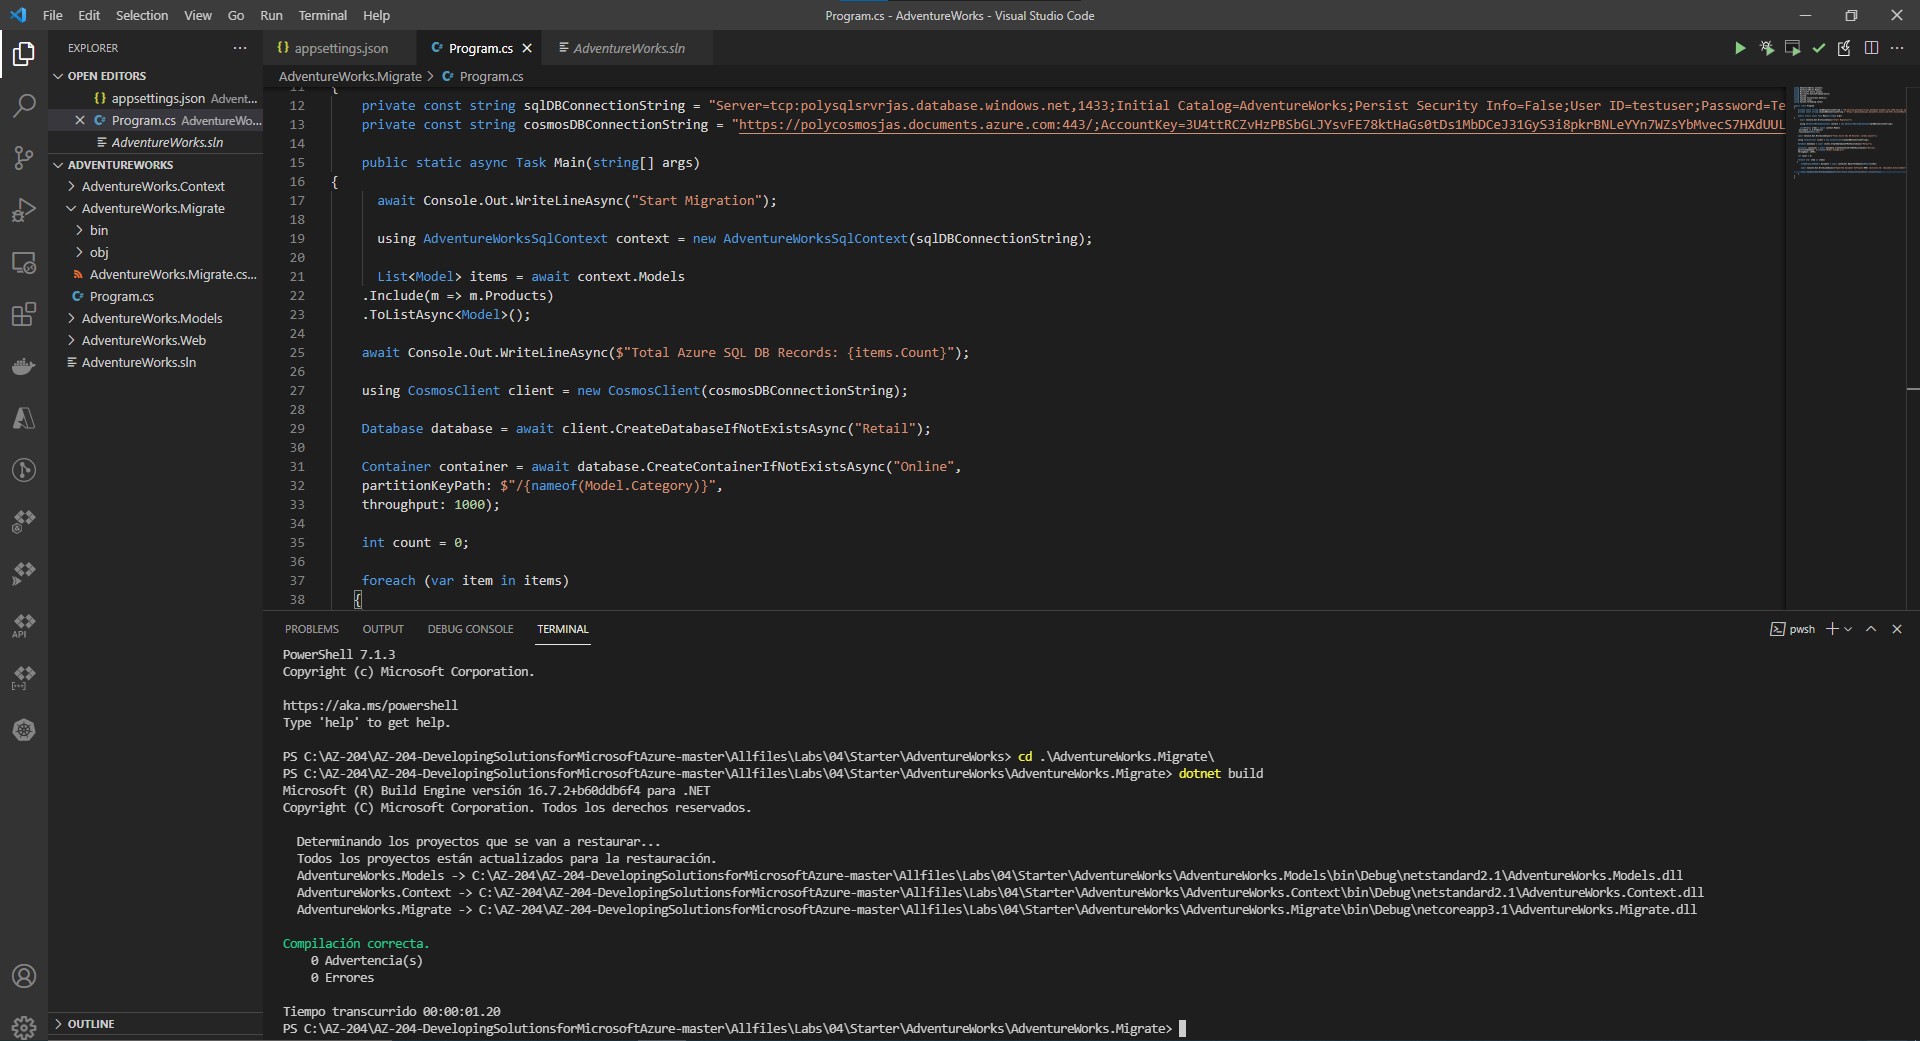 File Edit Selection View Go Run Terminal Help
Program.cs - AdventureWorks - Visual Studio Code
EXPLORER
OPEN EDITORS
appsettings.json Advent...
Program.cs AdventureWo...
AdventureWorks.sln
ADVENTUREWORKS
AdventureWorks.Context
AdventureWorks.Migrate
bin
obj
AdventureWorks.Migrate.cs...
Program.cs
AdventureWorks.Models
AdventureWorks.Web
AdventureWorks.sln
OUTLINE
API
appsettings.json
Program.cs
AdventureWorks.sln
AdventureWorks.Migrate > Program.cs
11 {
12 private const string sqlDBConnectionString = "Server=tcp:polysqlsrvrjas.database.windows.net,1433;Initial Catalog=AdventureWorks;Persist Security Info=False;User ID=testuser;Password=Te
13 private const string cosmosDBConnectionString = "https://polycosmosjas.documents.azure.com:443/;AccountKey=3U4ttRCZvHzPBSbGLJYsvFE78ktHaGs0tDs1MbDCeJ31GyS3i8pkrBNLeYYn7WZsYbMvecS7HXdUUL
14
15 public static async Task Main(string[] args)
16 {
17 await Console.Out.WriteLineAsync("Start Migration");
18
19 using AdventureWorksSqlContext context = new AdventureWorksSqlContext(sqlDBConnectionString);
20
21 List<Model> items = await context.Models
22 .Include(m => m.Products)
23 .ToListAsync<Model>();
24
25 await Console.Out.WriteLineAsync($"Total Azure SQL DB Records: {items.Count}");
26
27 using CosmosClient client = new CosmosClient(cosmosDBConnectionString);
28
29 Database database = await client.CreateDatabaseIfNotExistsAsync("Retail");
30
31 Container container = await database.CreateContainerIfNotExistsAsync("Online",
32 partitionKeyPath: $"/{nameof(Model.Category)}",
33 throughput: 1000);
34
35 int count = 0;
36
37 foreach (var item in items)
38 {
PROBLEMS OUTPUT DEBUG CONSOLE TERMINAL
pwsh
PowerShell 7.1.3
Copyright (c) Microsoft Corporation.
https://aka.ms/powershell
Type 'help' to get help.
PS C:\AZ-204\AZ-204-DevelopingSolutionsforMicrosoftAzure-master\Allfiles\Labs\04\Starter\AdventureWorks> cd .\AdventureWorks.Migrate\
PS C:\AZ-204\AZ-204-DevelopingSolutionsforMicrosoftAzure-master\Allfiles\Labs\04\Starter\AdventureWorks\AdventureWorks.Migrate> dotnet build
Microsoft (R) Build Engine versión 16.7.2+b60ddb6f4 para .NET
Copyright (C) Microsoft Corporation. Todos los derechos reservados.
Determinando los proyectos que se van a restaurar...
Todos los proyectos están actualizados para la restauración.
AdventureWorks.Models -> C:\AZ-204\AZ-204-DevelopingSolutionsforMicrosoftAzure-master\Allfiles\Labs\04\Starter\AdventureWorks\AdventureWorks.Models\bin\Debug\netstandard2.1\AdventureWorks.Models.dll
AdventureWorks.Context -> C:\AZ-204\AZ-204-DevelopingSolutionsforMicrosoftAzure-master\Allfiles\Labs\04\Starter\AdventureWorks\AdventureWorks.Context\bin\Debug\netstandard2.1\AdventureWorks.Context.dll
AdventureWorks.Migrate -> C:\AZ-204\AZ-204-DevelopingSolutionsforMicrosoftAzure-master\Allfiles\Labs\04\Starter\AdventureWorks\AdventureWorks.Migrate\bin\Debug\netcoreapp3.1\AdventureWorks.Migrate.dll
Compilación correcta.
0 Advertencia(s)
0 Errores
Tiempo transcurrido 00:00:01.20
PS C:\AZ-204\AZ-204-DevelopingSolutionsforMicrosoftAzure-master\Allfiles\Labs\04\Starter\AdventureWorks\AdventureWorks.Migrate>